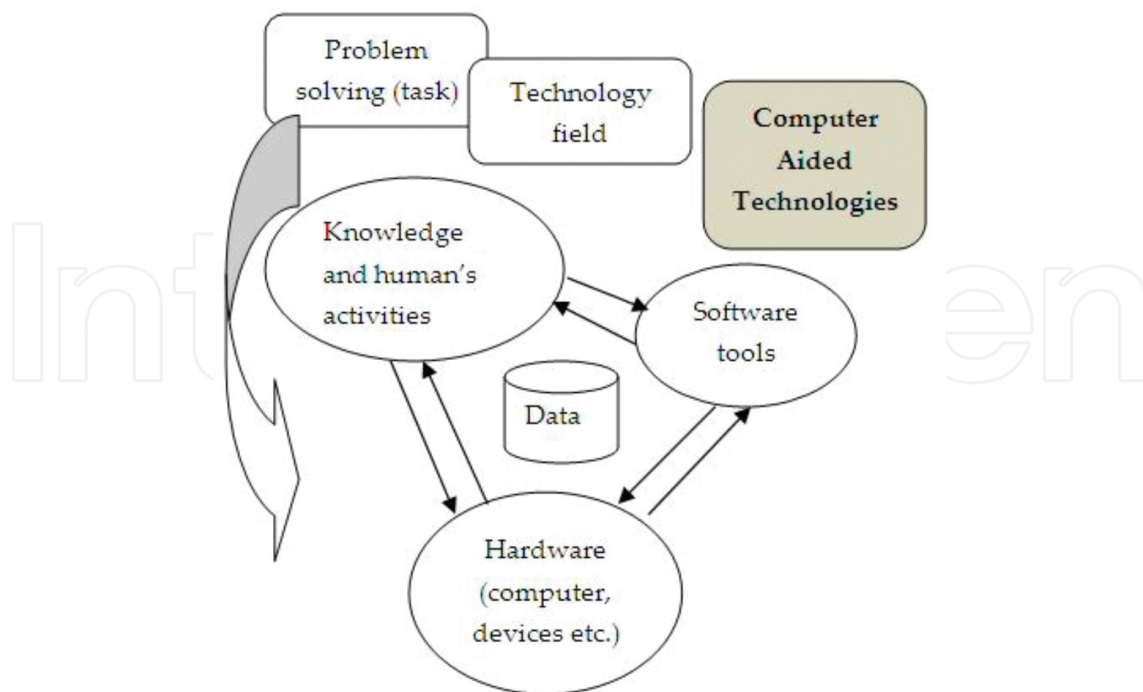 Problem
solving (task)
Technology
field
Computer
Aided
Technologies
Knowledge
and human's
activities
Software
tools
Data
Hardware
(computer,
devices etc.)